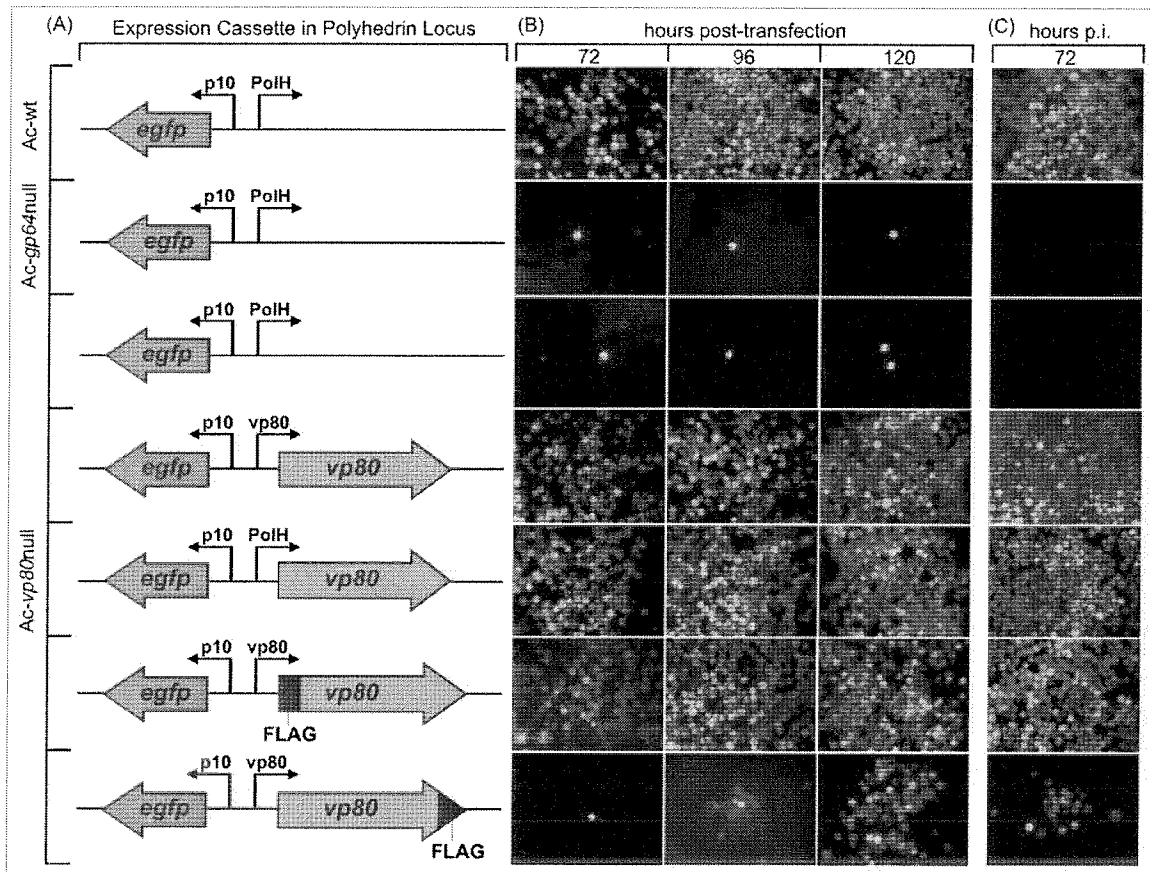 (A) Expression Cassette in Polyhedrin Locus
(B) hours post-transfection
72 96 120
(C) hours p.i.
72
Ac-wt
p10 PolH
egfp
Ac-gp64null
p10 PolH
egfp
Ac-vp80null
p10 PolH
egfp
p10 vp80
egfp vp80
p10 PolH
egfp vp80
p10 vp80
egfp vp80
FLAG
p10 vp80
egfp vp80
FLAG